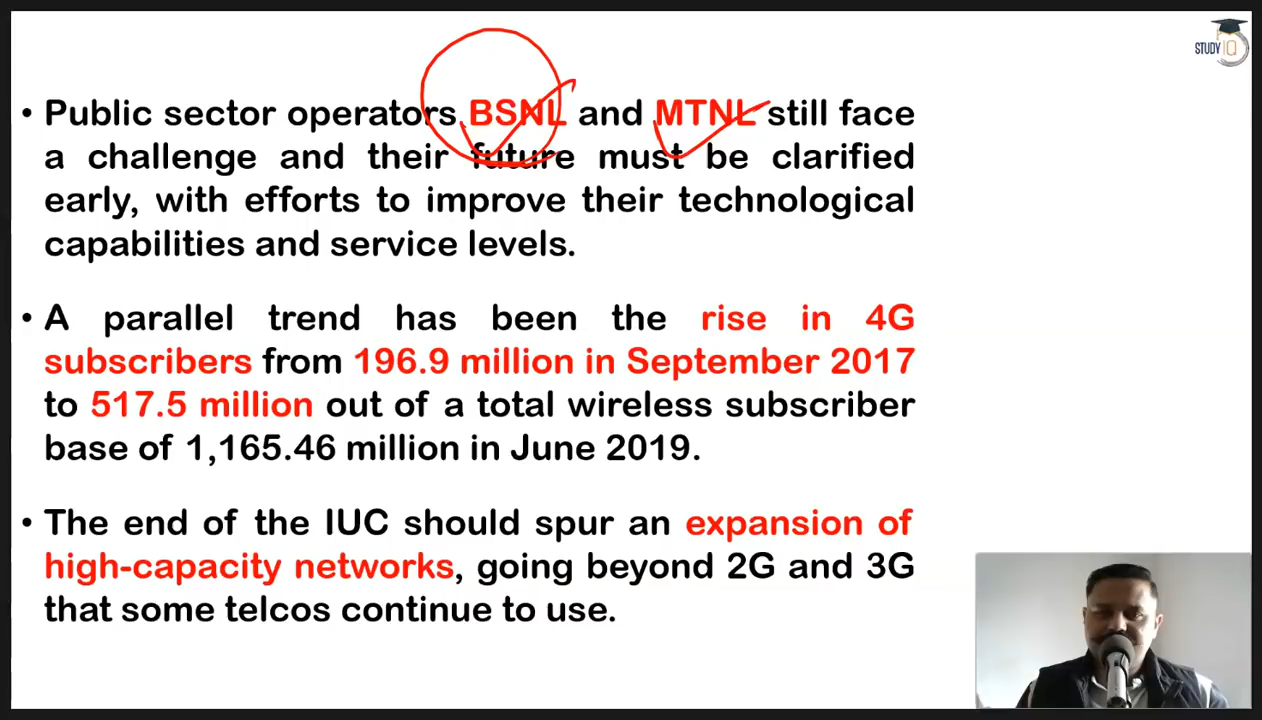 STUDY IQ
• Public sector operators BSNL and MTNL still face
a challenge and their future must be clarified
early, with efforts to improve their technological
capabilities and service levels.
• A parallel trend has been the rise in 4G
subscribers from 196.9 million in September 2017
to 517.5 million out of a total wireless subscriber
base of 1,165.46 million in June 2019.
• The end of the IUC should spur an expansion of
high-capacity networks, going beyond 2G and 3G
that some telcos continue to use.